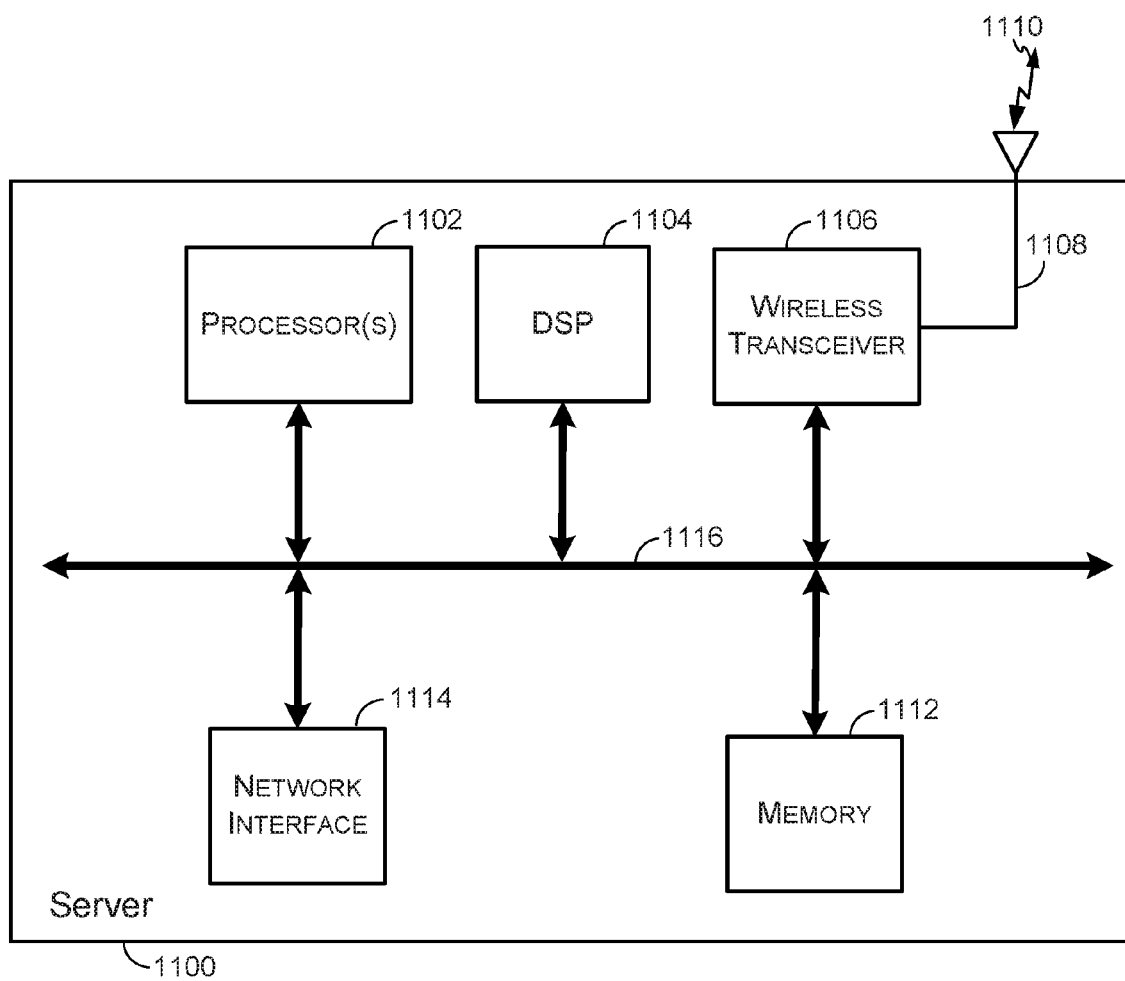 1110
1102
1104
1106
1108
PROCESSOR(S)
DSP
WIRELESS
TRANSCEIVER
1116
1114
1112
NETWORK
INTERFACE
MEMORY
Server
1100